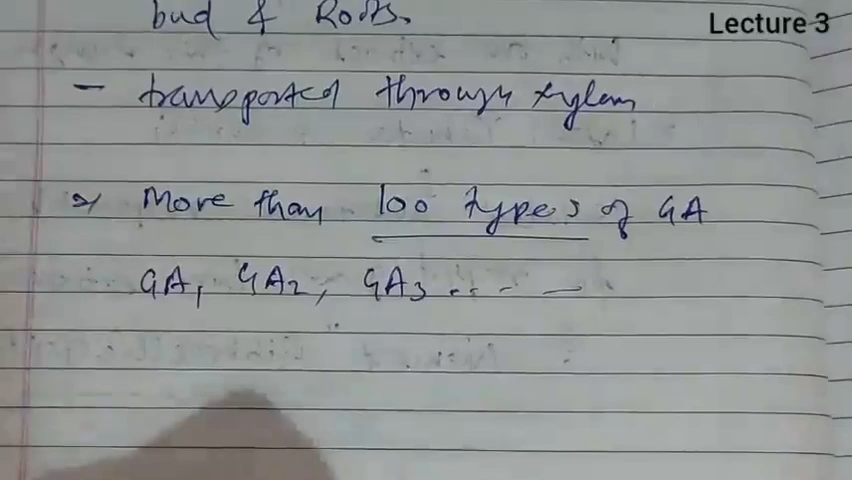 bud & Roots.
Lecture 3
- transported through xylem
⇒ More than 100 types of GA
GA1, GA2, GA3 .... —